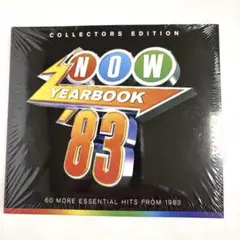 COLLECTORS EDITION
NOW
YEARBOOK
'83
60 MORE ESSENTIAL HITS FROM 1983